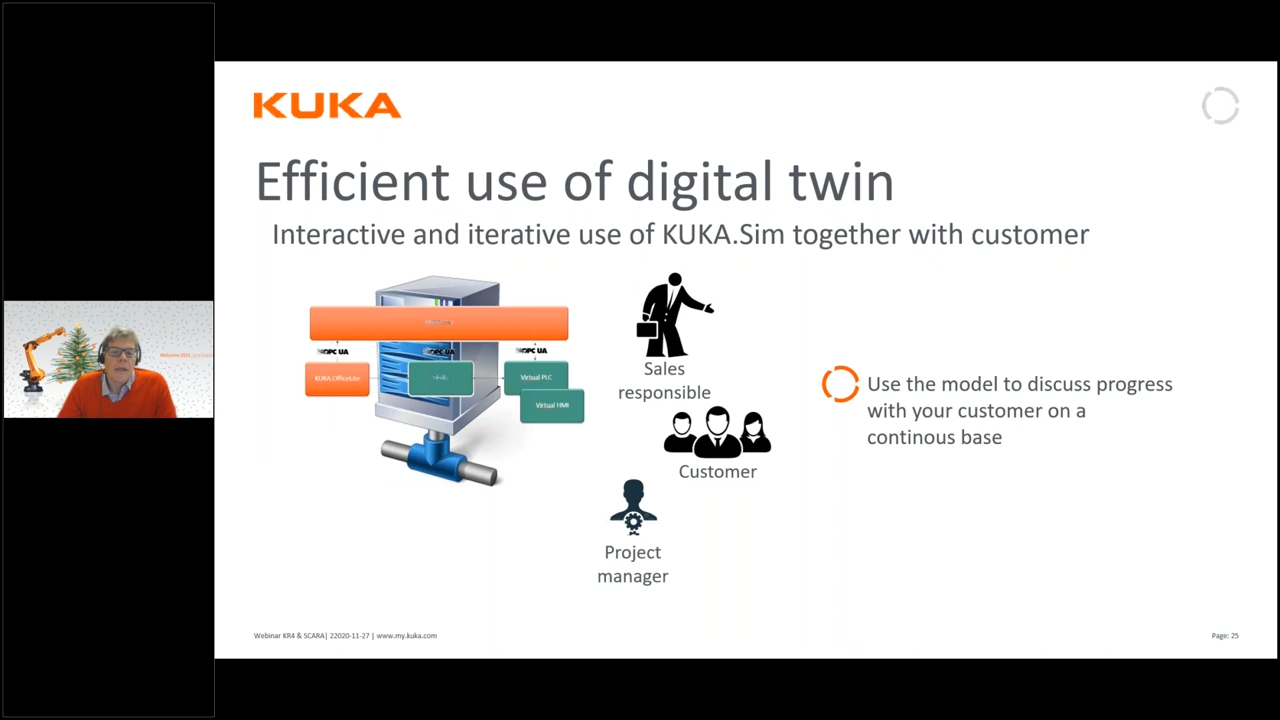 KUKA
Efficient use of digital twin
Interactive and iterative use of KUKA.Sim together with customer
OPC UA
OPC UA
OPC UA
KUKA.OfficeLite
Virtual PLC
Virtual HMI
Sales
responsible
Customer
Project
manager
Use the model to discuss progress
with your customer on a
continous base
Welcome 2021,
Webinar KR4 & SCARA| 22020-11-27 | www.my.kuka.com
Page: 25